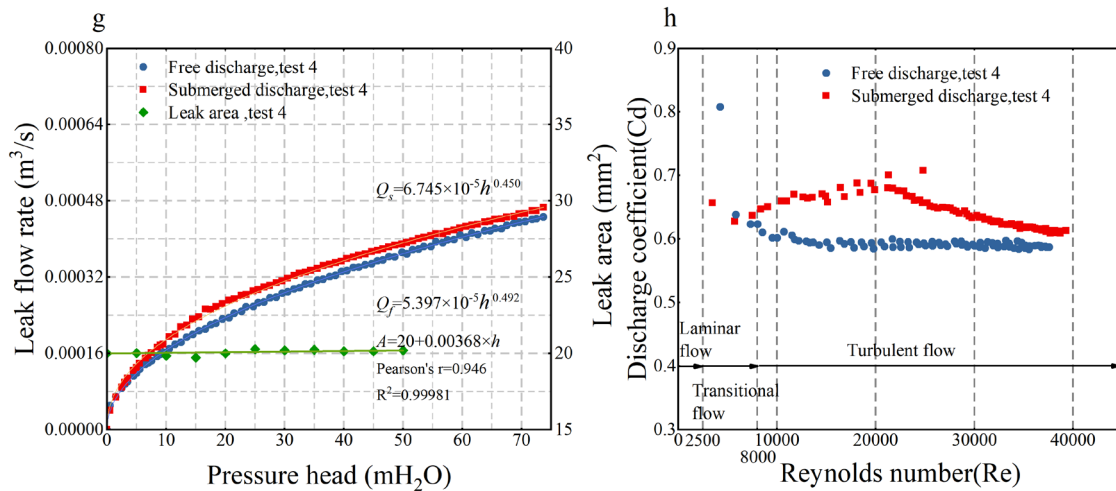 g
0.00080
0.00064
0.00048
0.00032
0.00016
0.00000
Leak flow rate (m³/s)
Free discharge,test 4
Submerged discharge,test 4
Leak area ,test 4
Qₛ=6.745×10⁻⁵h⁰·⁴⁵⁰
Q_f=5.397×10⁻⁵h⁰·⁴⁹²
A=20+0.00368×h
Pearson's r=0.946
R²=0.99981
40
35
30
25
20
15
Leak area (mm²)
0 10 20 30 40 50 60 70
Pressure head (mH₂O)
h
0.9
0.8
0.7
0.6
0.5
0.4
0.3
Discharge coefficient(Cd)
Free discharge,test 4
Submerged discharge,test 4
Laminar
flow
Turbulent flow
Transitional
flow
0 2500 10000 20000 30000 40000
8000
Reynolds number(Re)